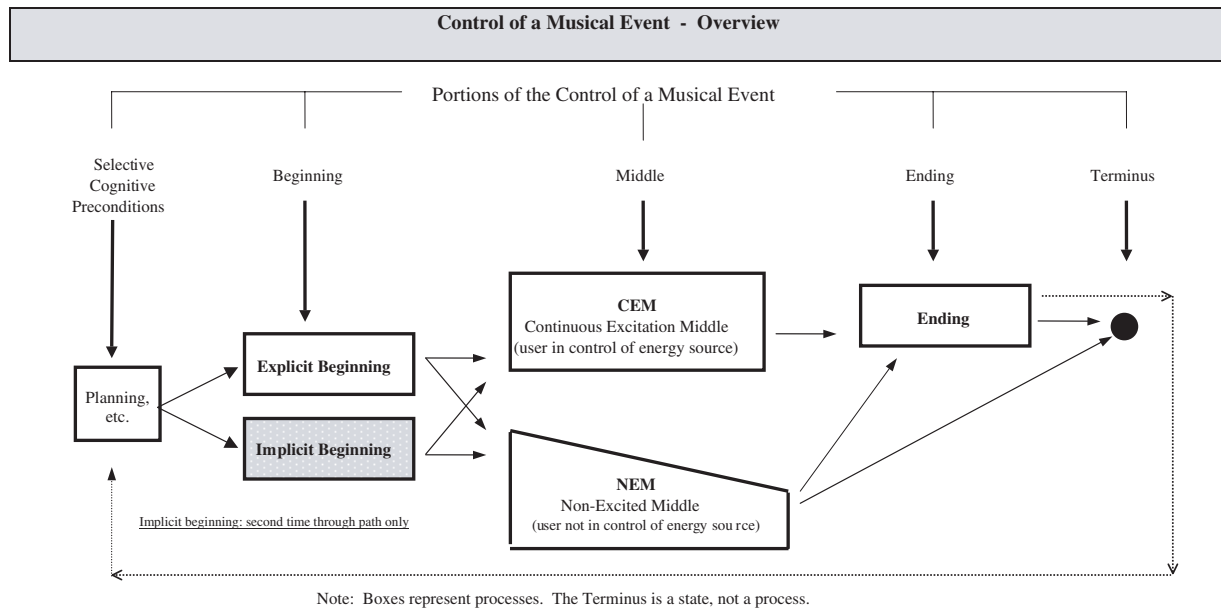 Control of a Musical Event - Overview
Portions of the Control of a Musical Event
Selective
Cognitive
Preconditions
Beginning
Middle
Ending
Terminus
CEM
Continuous Excitation Middle
(user in control of energy source)
Ending
Explicit Beginning
Planning,
etc.
Implicit Beginning
NEM
Non-Excited Middle
(user not in control of energy sou rce)
Implicit beginning: second time through path only
Note: Boxes represent processes. The Terminus is a state, not a process.